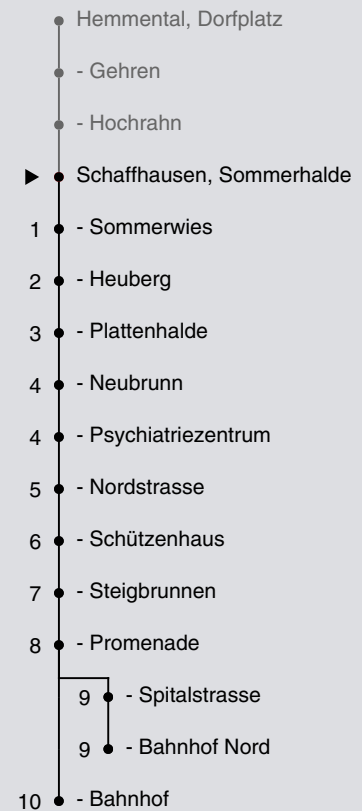 Hemmental, Dorfplatz
- Gehren
- Hochrahn
Schaffhausen, Sommerhalde
1 - Sommerwies
2 - Heuberg
3 - Plattenhalde
4 - Neubrunn
4 - Psychiatriezentrum
5 - Nordstrasse
6 - Schützenhaus
7 - Steigbrunnen
8 - Promenade
9 - Spitalstrasse
9 - Bahnhof Nord
10 - Bahnhof